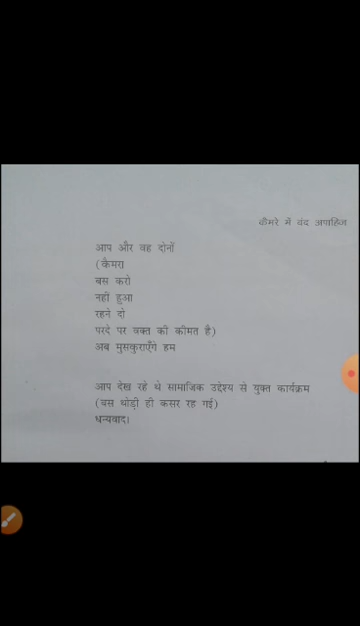 कैमरे में बंद अपाहिज
आप और वह दोनों
(कैमरा
बस करो
नहीं हुआ
रहने दो
परदे पर वक्त की कीमत है)
अब मुसकुराएँगे हम
आप देख रहे थे सामाजिक उद्देश्य से युक्त कार्यक्रम
(बस थोड़ी ही कसर रह गई)
धन्यवाद।